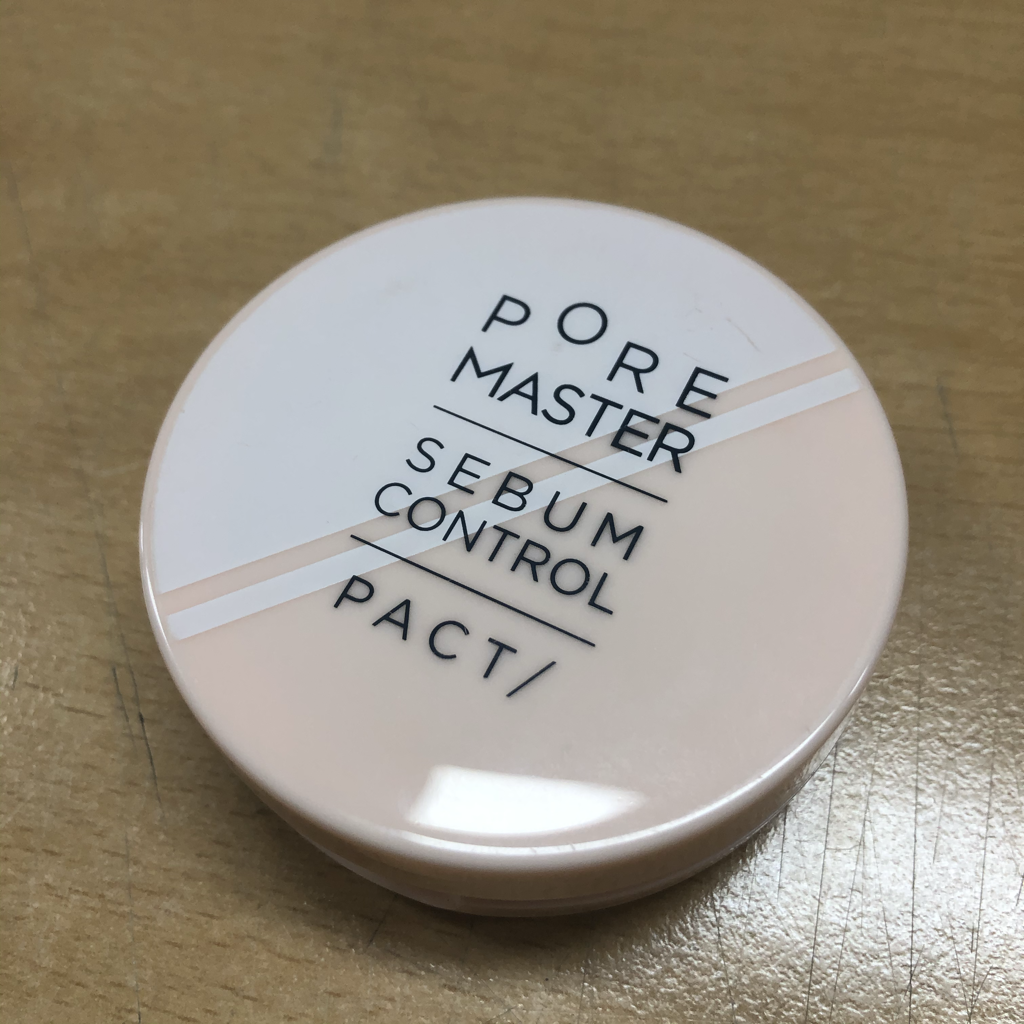 PORE
MASTER
SEBUM
CONTROL
PACT/